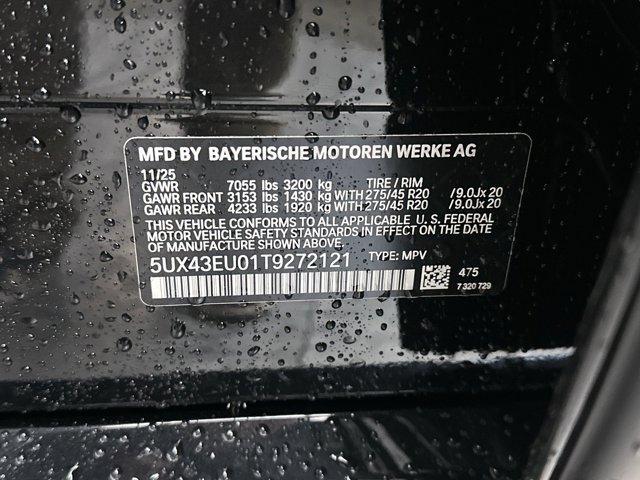 MFD BY BAYERISCHE MOTOREN WERKE AG
11/25
GVWR 7055 lbs 3200 kg TIRE / RIM
GAWR FRONT 3153 lbs 1430 kg WITH 275/45 R20 / 9.0Jx 20
GAWR REAR 4233 lbs 1920 kg WITH 275/45 R20 / 9.0Jx 20
THIS VEHICLE CONFORMS TO ALL APPLICABLE U. S. FEDERAL
MOTOR VEHICLE SAFETY STANDARDS IN EFFECT ON THE DATE OF MANUFACTURE
SHOWN ABOVE.
5UX43EU01T9272121 TYPE: MPV
475
7 320 729